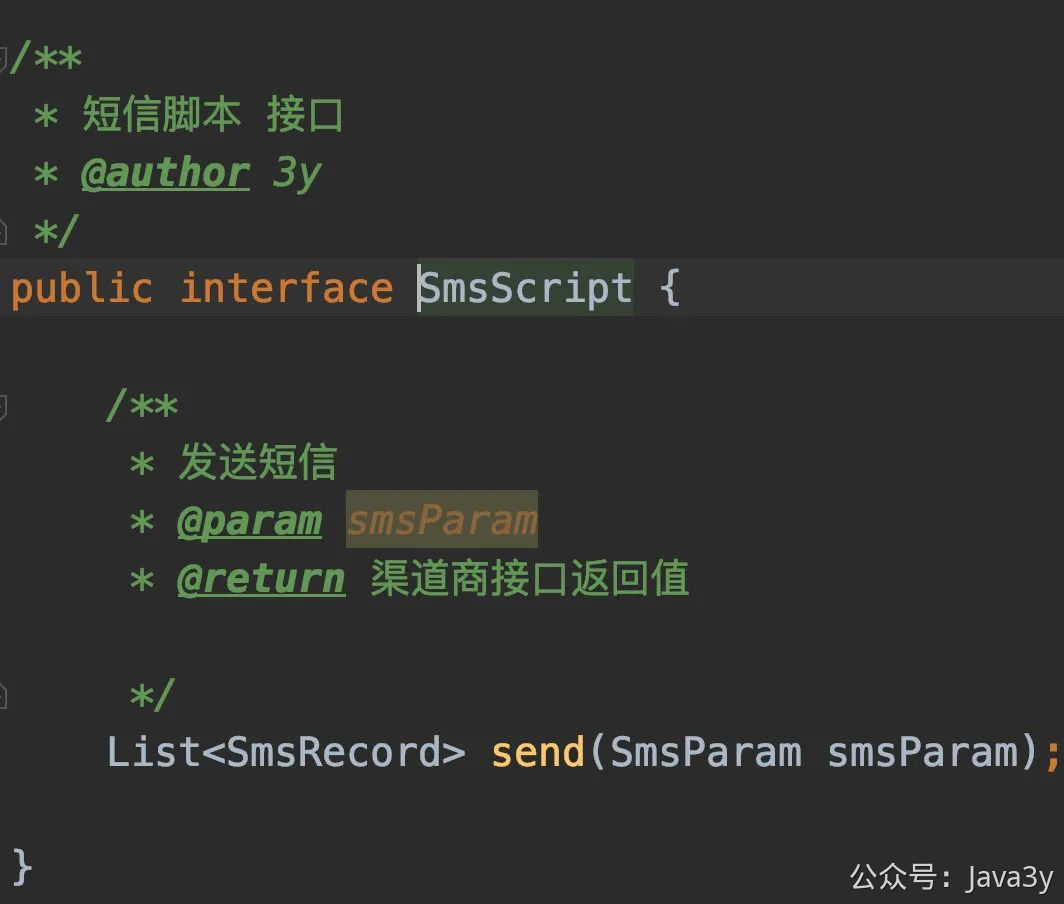 /**
 * 短信脚本 接口
 * @author 3y
 */
public interface SmsScript {
    /**
     * 发送短信
     * @param smsParam
     * @return 渠道商接口返回值
     */
    List<SmsRecord> send(SmsParam smsParam);
}
公众号：Java3y